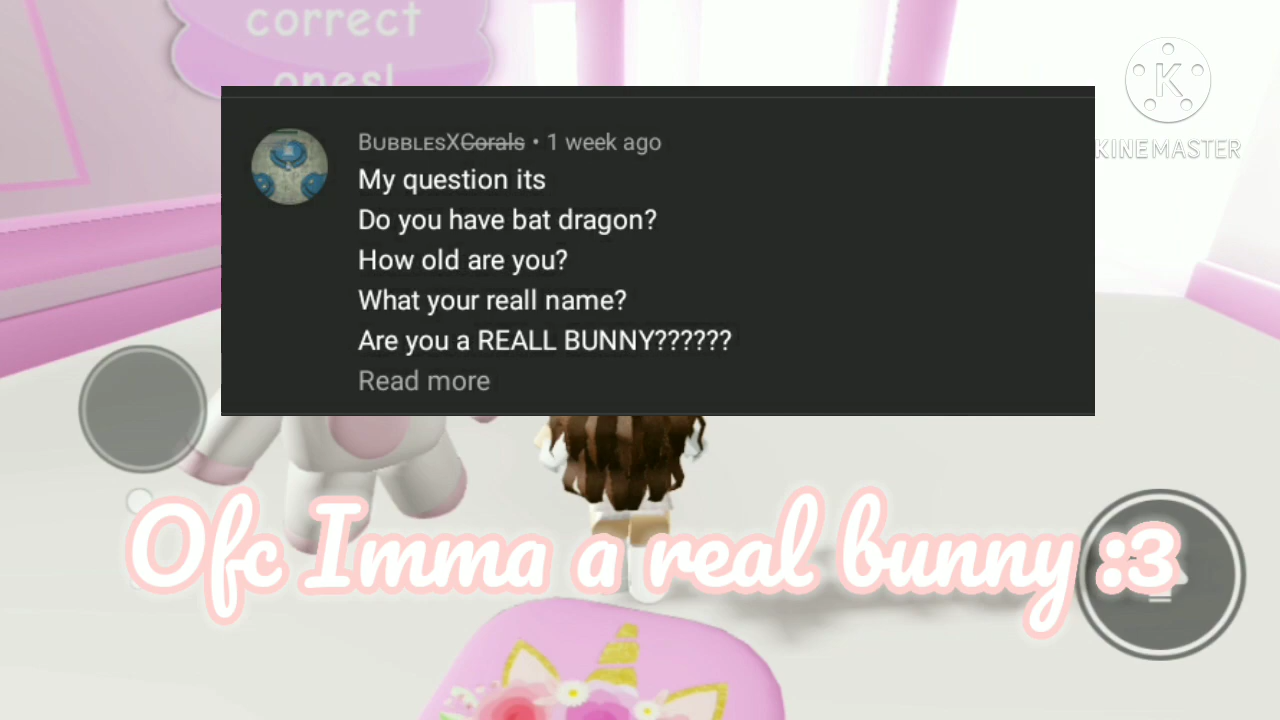 correct
ones!
KINEMASTER
BUBBLESXCorals • 1 week ago
My question its
Do you have bat dragon?
How old are you?
What your reall name?
Are you a REALL BUNNY??????
Read more
Ofc Imma a real bunny :3